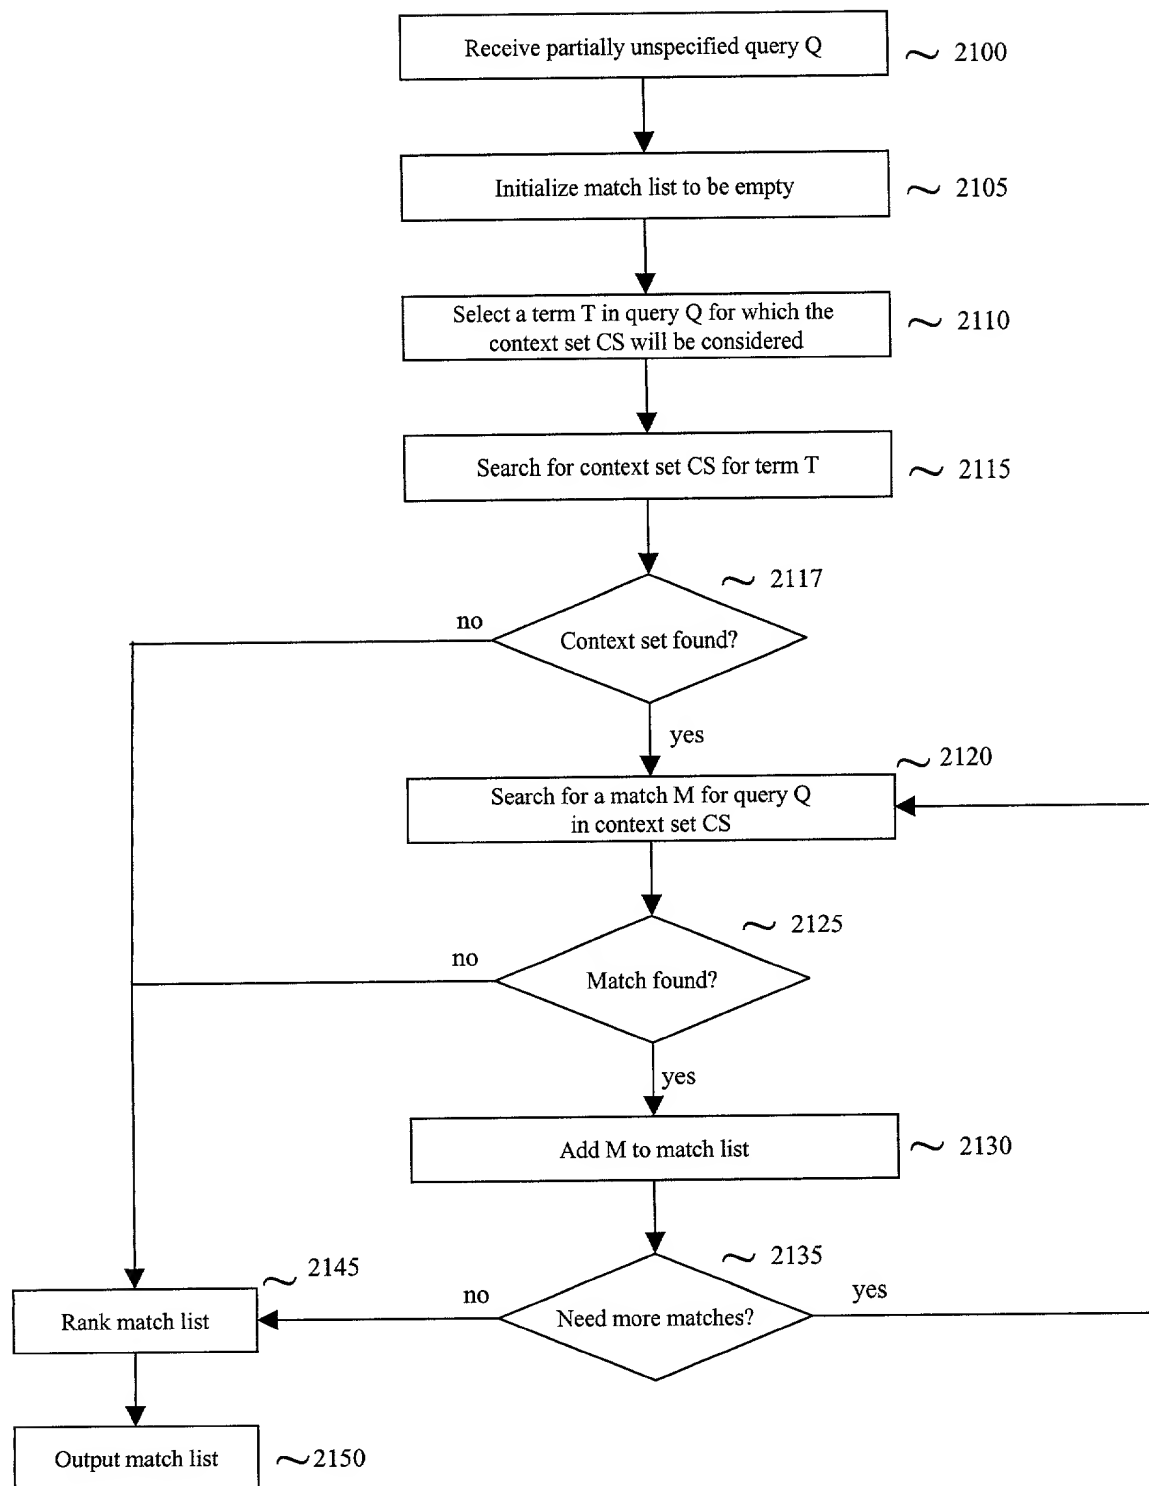 Receive partially unspecified query Q
2100
Initialize match list to be empty
2105
Select a term T in query Q for which the
context set CS will be considered
2110
Search for context set CS for term T
2115
2117
no
Context set found?
yes
2120
Search for a match M for query Q
in context set CS
2125
no
Match found?
yes
Add M to match list
2130
2135
2145
no
yes
Rank match list
Need more matches?
Output match list
2150